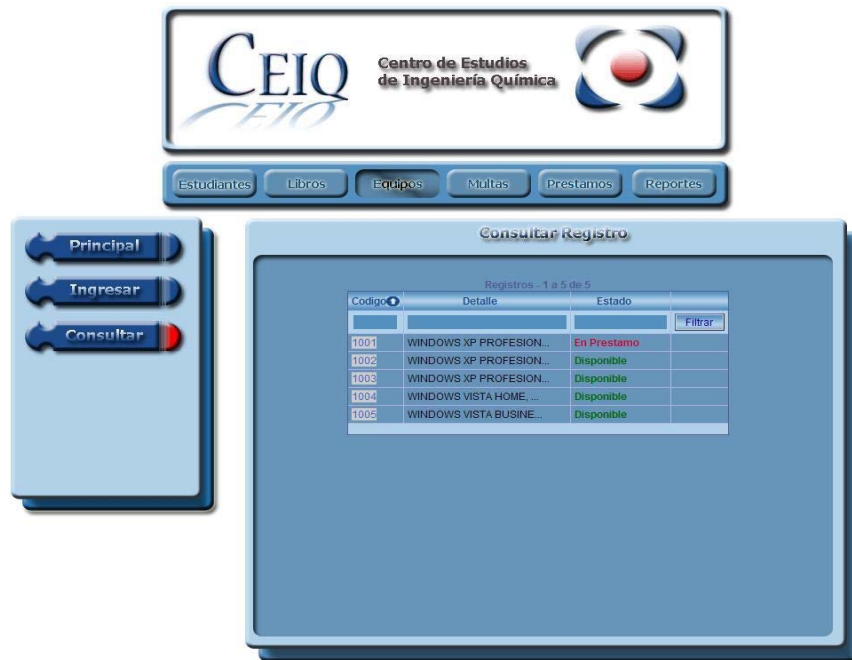 CEIQ
Centro de Estudios
de Ingeniería Química
Estudiantes Libros Equipos Multas Prestamos Reportes
Principal
Ingresar
Consultar
Consultar Registro
Registros - 1 a 5 de 5
Codigo Detalle Estado
Filtrar
1001 WINDOWS XP PROFESION... En Prestamo
1002 WINDOWS XP PROFESION... Disponible
1003 WINDOWS XP PROFESION... Disponible
1004 WINDOWS VISTA HOME, ... Disponible
1005 WINDOWS VISTA BUSINE... Disponible